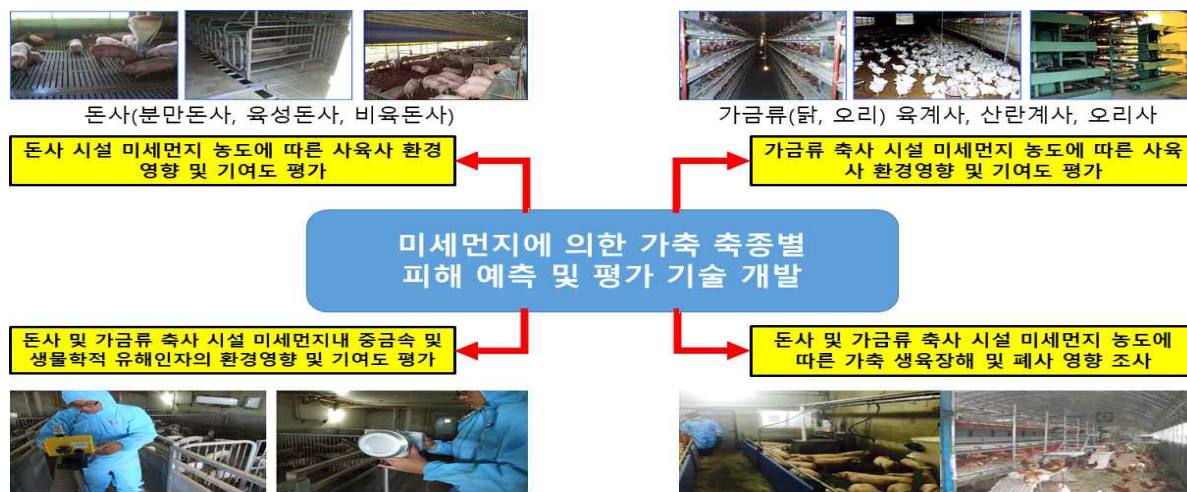 돈사(분만돈사, 육성돈사, 비육돈사)
가금류(닭, 오리) 육계사, 산란계사, 오리사
돈사 시설 미세먼지 농도에 따른 사육사 환경
영향 및 기여도 평가
가금류 축사 시설 미세먼지 농도에 따른 사육
사 환경영향 및 기여도 평가
미세먼지에 의한 가축 축종별
피해 예측 및 평가 기술 개발
돈사 및 가금류 축사 시설 미세먼지내 중금속 및
생물학적 유해인자의 환경영향 및 기여도 평가
돈사 및 가금류 축사 시설 미세먼지 농도에
따른 가축 생육장해 및 폐사 영향 조사